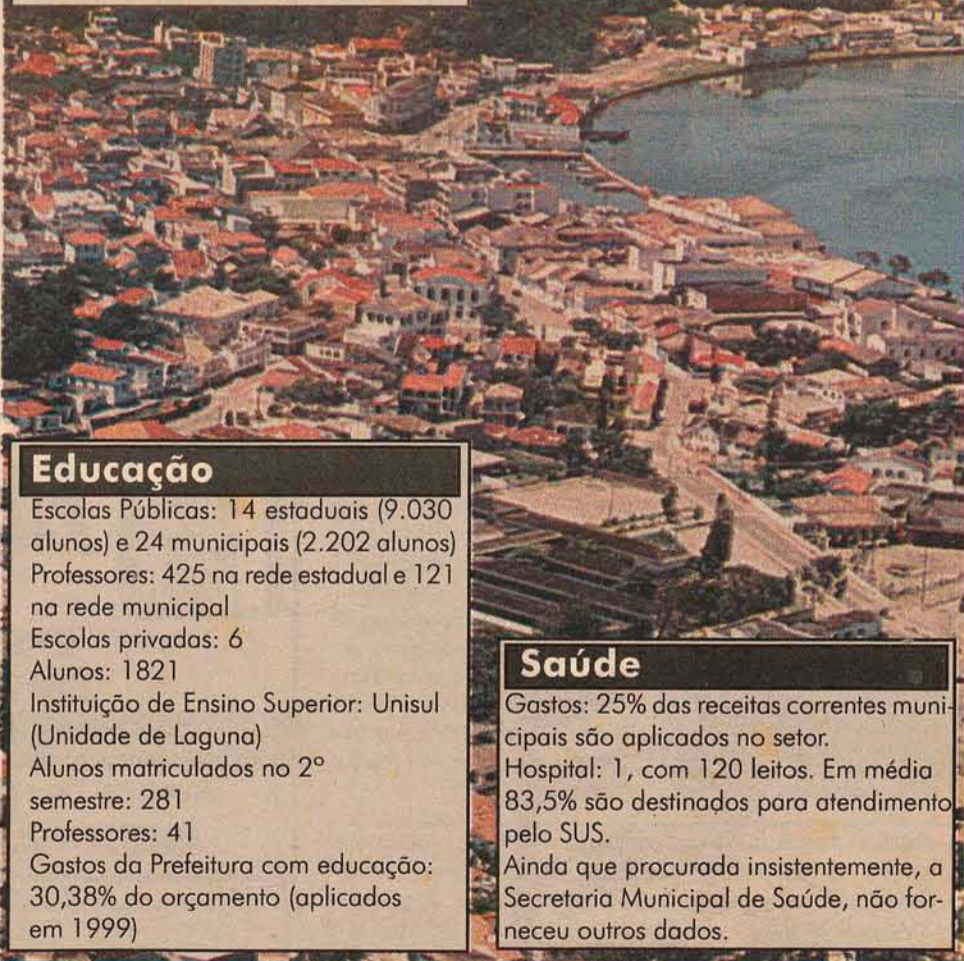 Educação
Escolas Públicas: 14 estaduais (9.030
alunos) e 24 municipais (2.202 alunos)
Professores: 425 na rede estadual e 121
na rede municipal
Escolas privadas: 6
Alunos: 1821
Instituição de Ensino Superior: Unisul
(Unidade de Laguna)
Alunos matriculados no 2º
semestre: 281
Professores: 41
Gastos da Prefeitura com educação:
30,38% do orçamento (aplicados
em 1999)
Saúde
Gastos: 25% das receitas correntes muni-
cipais são aplicados no setor.
Hospital: 1, com 120 leitos. Em média
83,5% são destinados para atendimento
pelo SUS.
Ainda que procurada insistentemente, a
Secretaria Municipal de Saúde, não for-
neceu outros dados.